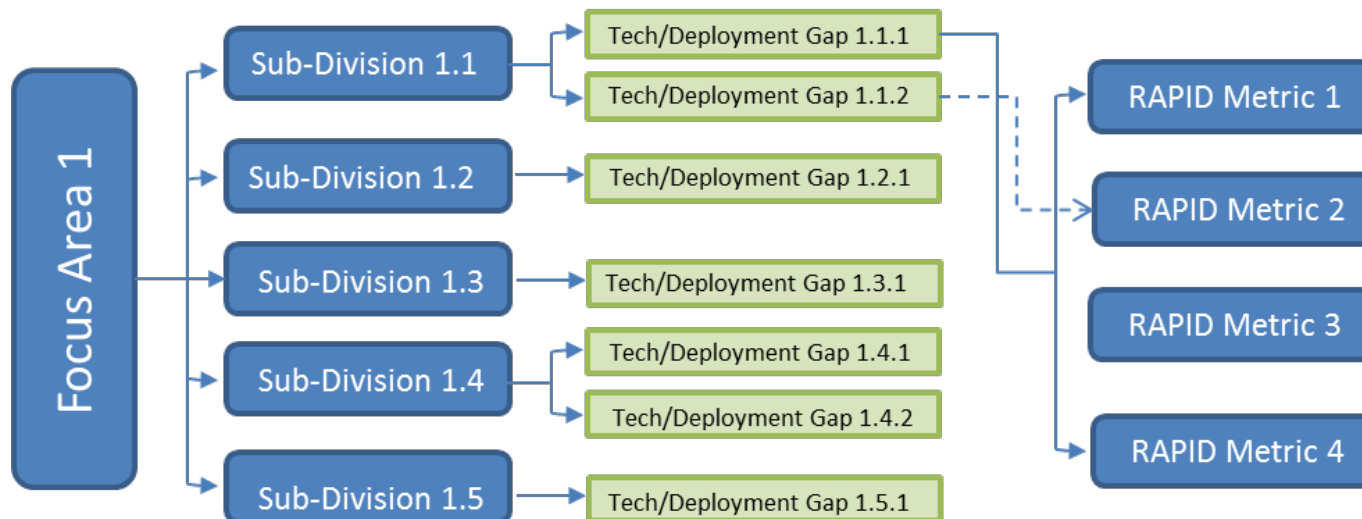 Focus Area 1
Sub-Division 1.1
Sub-Division 1.2
Sub-Division 1.3
Sub-Division 1.4
Sub-Division 1.5
Tech/Deployment Gap 1.1.1
Tech/Deployment Gap 1.1.2
Tech/Deployment Gap 1.2.1
Tech/Deployment Gap 1.3.1
Tech/Deployment Gap 1.4.1
Tech/Deployment Gap 1.4.2
Tech/Deployment Gap 1.5.1
RAPID Metric 1
RAPID Metric 2
RAPID Metric 3
RAPID Metric 4